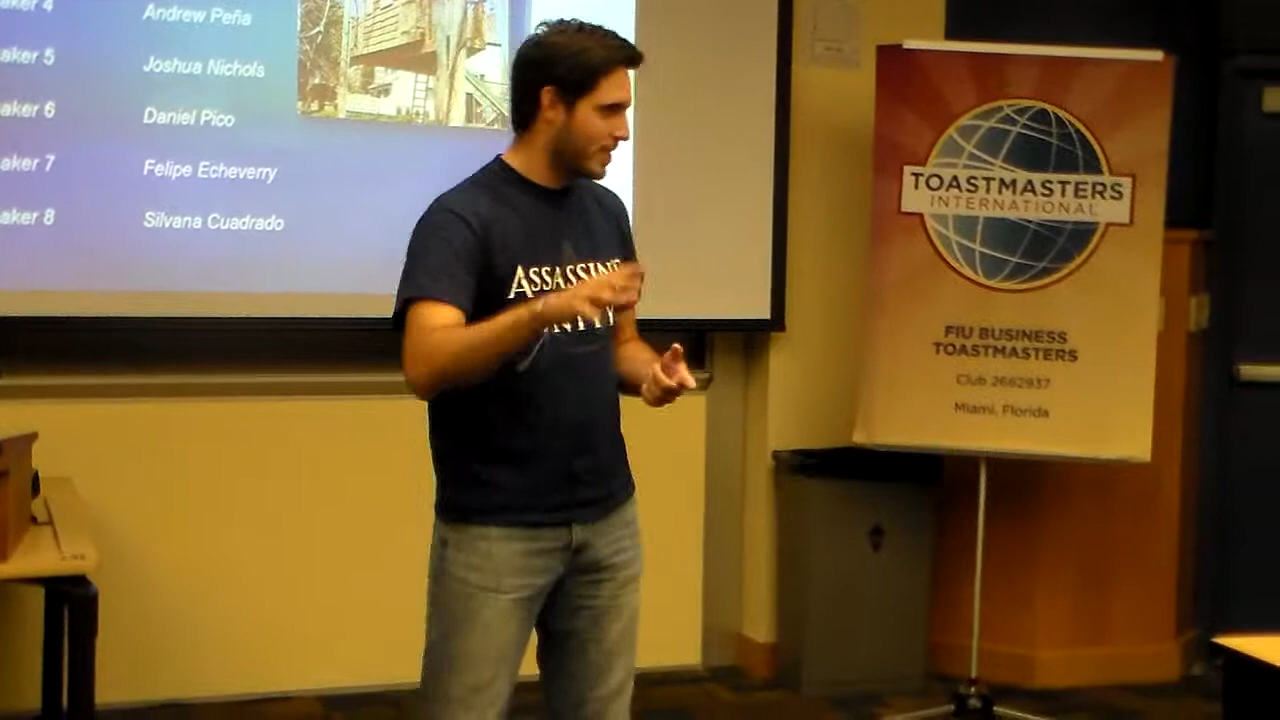 aker 4 Andrew Peña
aker 5 Joshua Nichols
aker 6 Daniel Pico
aker 7 Felipe Echeverry
aker 8 Silvana Cuadrado
ASSASSIN'
NITY
TOASTMASTERS
INTERNATIONAL
FIU BUSINESS
TOASTMASTERS
Club 2662937
Miami, Florida